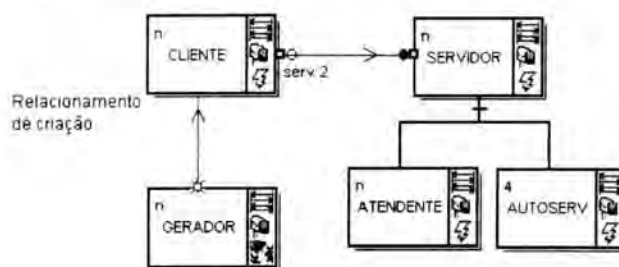 n
CLIENTE
serv. 2
n
SERVIDOR
Relacionamento
de criação
n
GERADOR
n
ATENDENTE
4
AUTOSERV